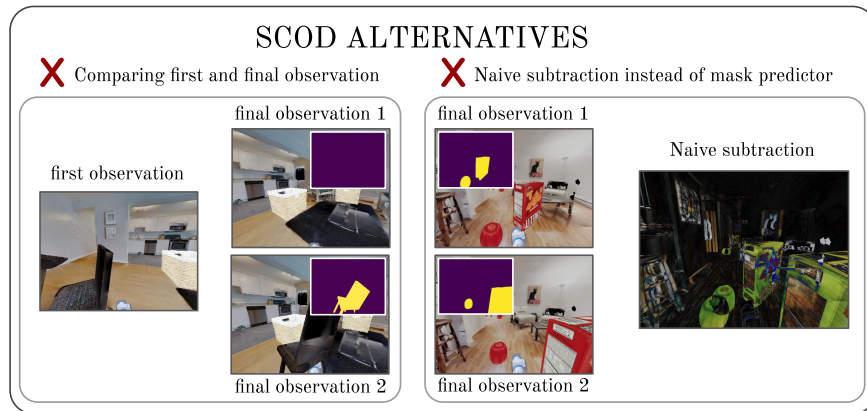 SCOD ALTERNATIVES
X Comparing first and final observation
X Naive subtraction instead of mask predictor
first observation
final observation 1
final observation 2
final observation 1
final observation 2
Naive subtraction